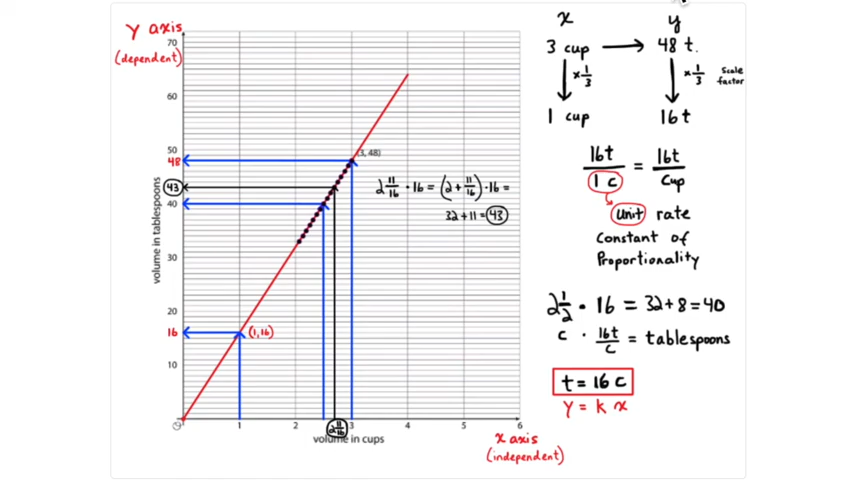 Y axis
(dependent)
70
60
50
48
43
40
30
20
16
10
0
1
2
2 11/16
3
4
5
6
volume in tablespoons
volume in cups
x axis
(independent)
(3, 48)
(1, 16)
2 11/16 · 16 = (2 + 11/16) · 16 =
32 + 11 = 43
x y
3 cup → 48 t.
× 1/3 × 1/3 Scale factor
1 cup 16 t
16t / 1 c = 16t / Cup
Unit rate
Constant of
Proportionality
2 1/2 · 16 = 32 + 8 = 40
c · 16t/c = tablespoons
t = 16 c
y = k x